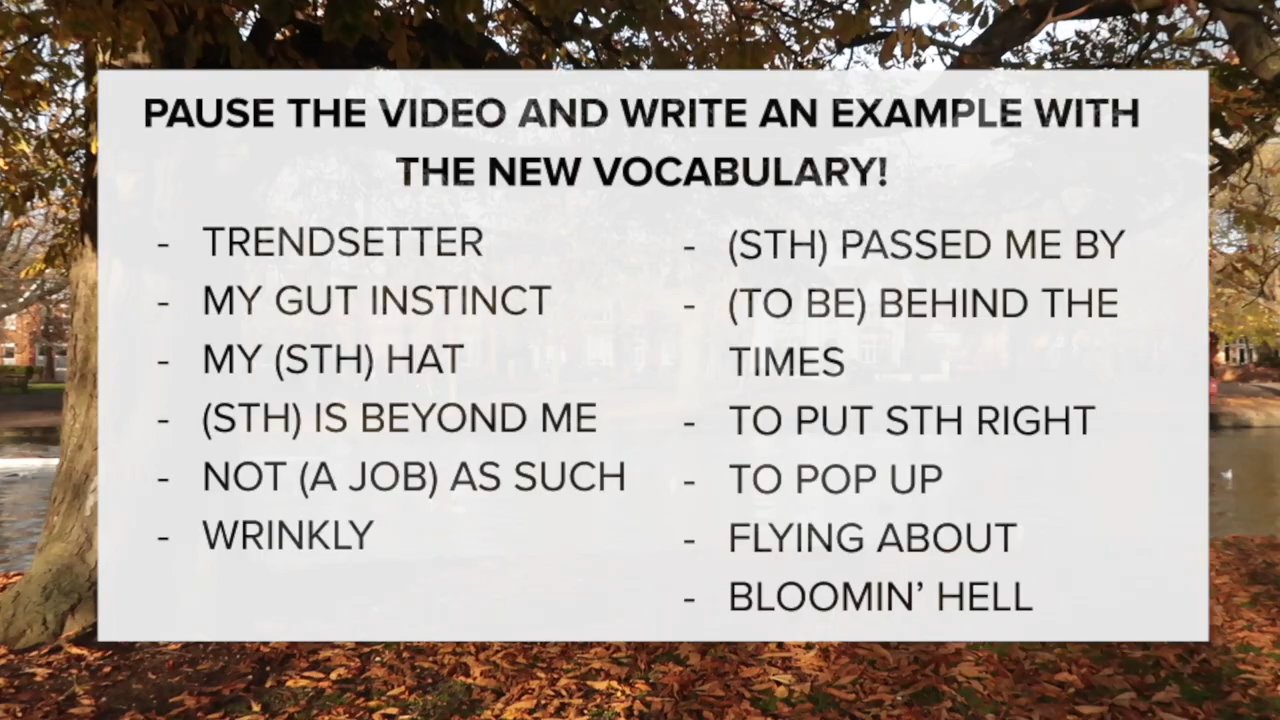 PAUSE THE VIDEO AND WRITE AN EXAMPLE WITH
THE NEW VOCABULARY!
- TRENDSETTER
- MY GUT INSTINCT
- MY (STH) HAT
- (STH) IS BEYOND ME
- NOT (A JOB) AS SUCH
- WRINKLY
- (STH) PASSED ME BY
- (TO BE) BEHIND THE
TIMES
- TO PUT STH RIGHT
- TO POP UP
- FLYING ABOUT
- BLOOMIN’ HELL